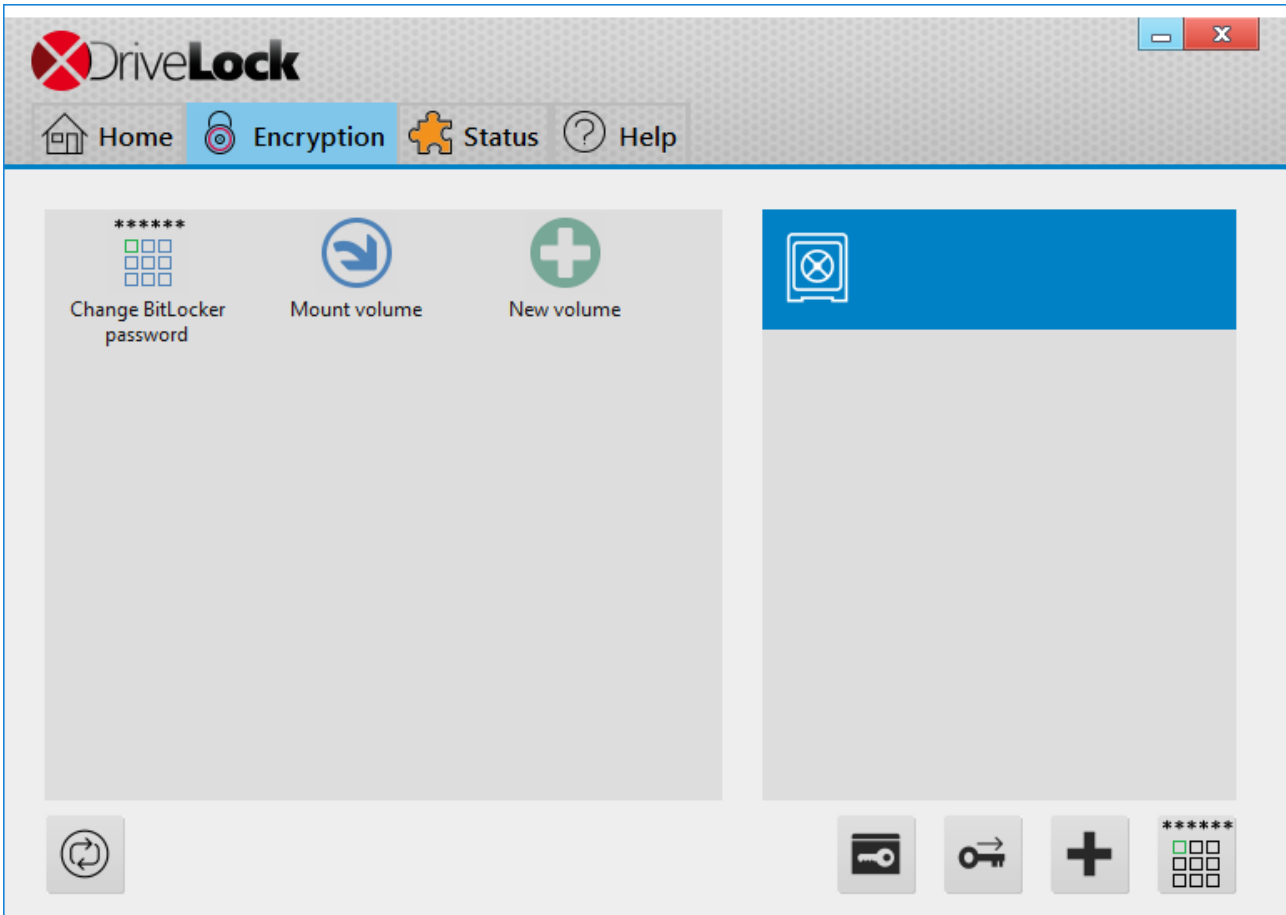 DriveLock
Home Encryption Status Help
******
Change BitLocker
password
Mount volume
New volume
******